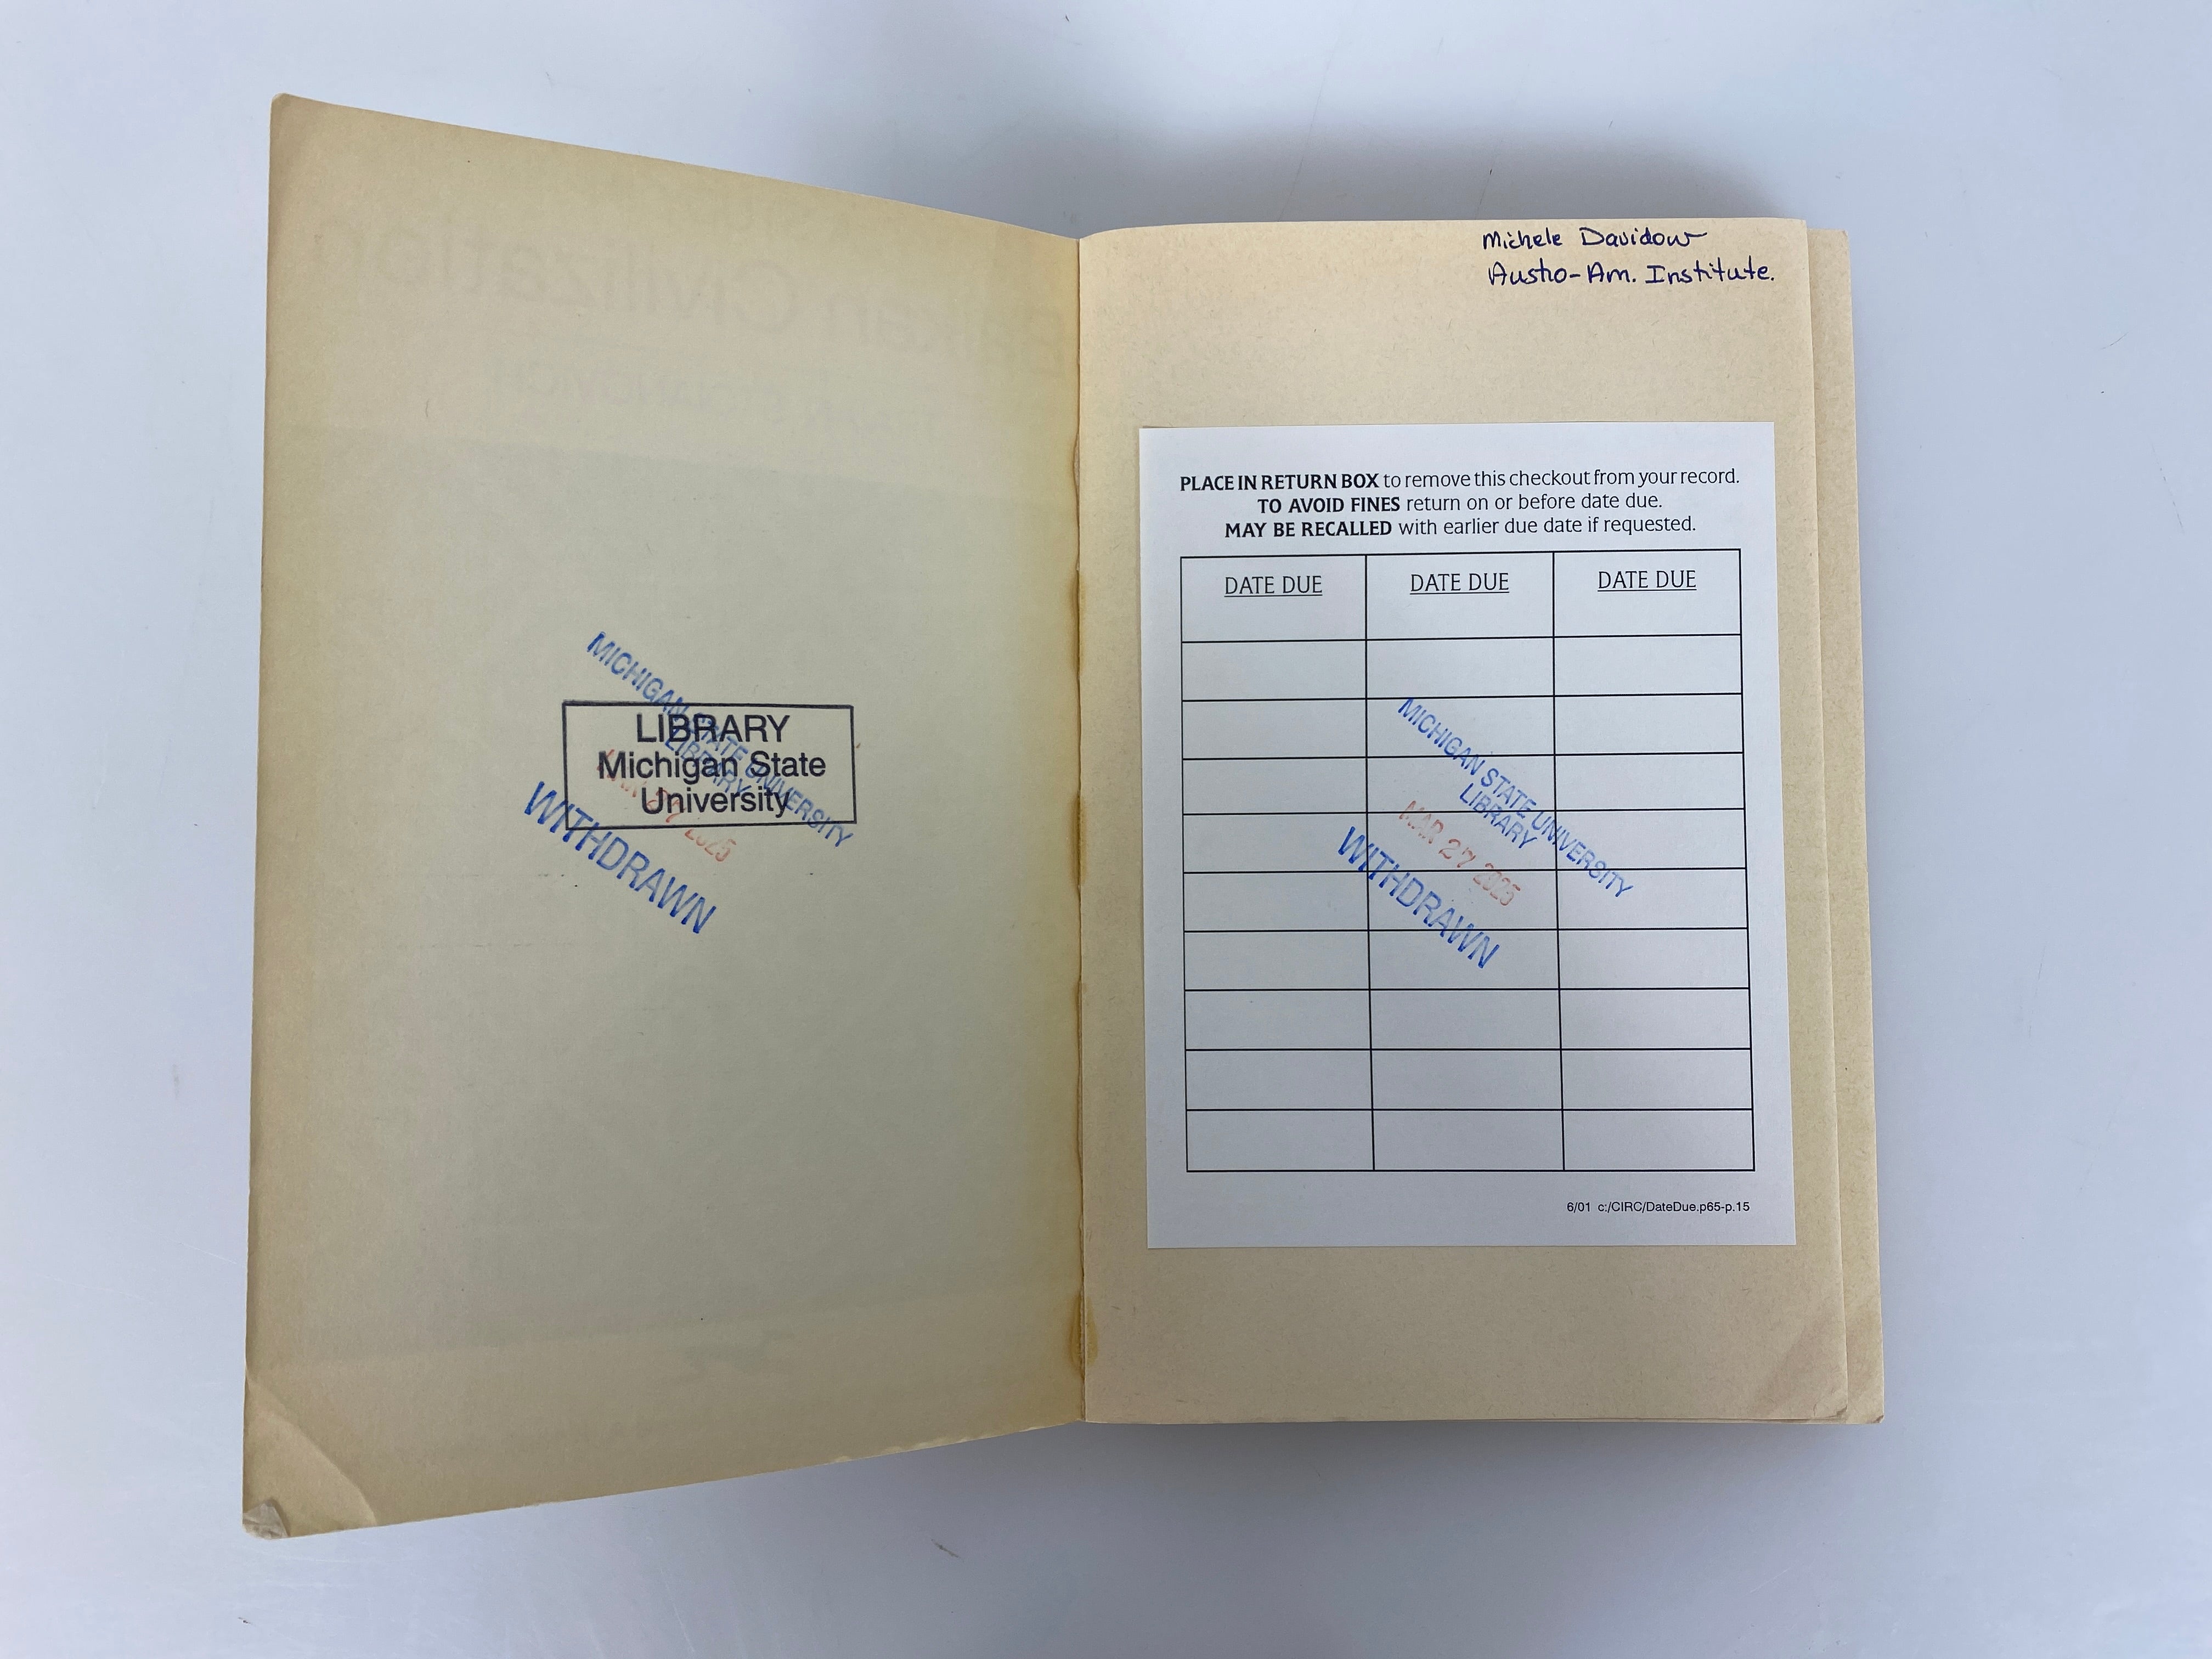 LIBRARY
Michigan State
University
MICHIGAN STATE UNIVERSITY
LIBRARY
MAR 27 2025
WITHDRAWN
Michele Davidow
Austro-Am. Institute.
PLACE IN RETURN BOX to remove this checkout from your record.
TO AVOID FINES return on or before date due.
MAY BE RECALLED with earlier due date if requested.
DATE DUE DATE DUE DATE DUE
MICHIGAN STATE UNIVERSITY
LIBRARY
MAR 27 2025
WITHDRAWN
6/01 c:/CIRC/DateDue.p65-p.15